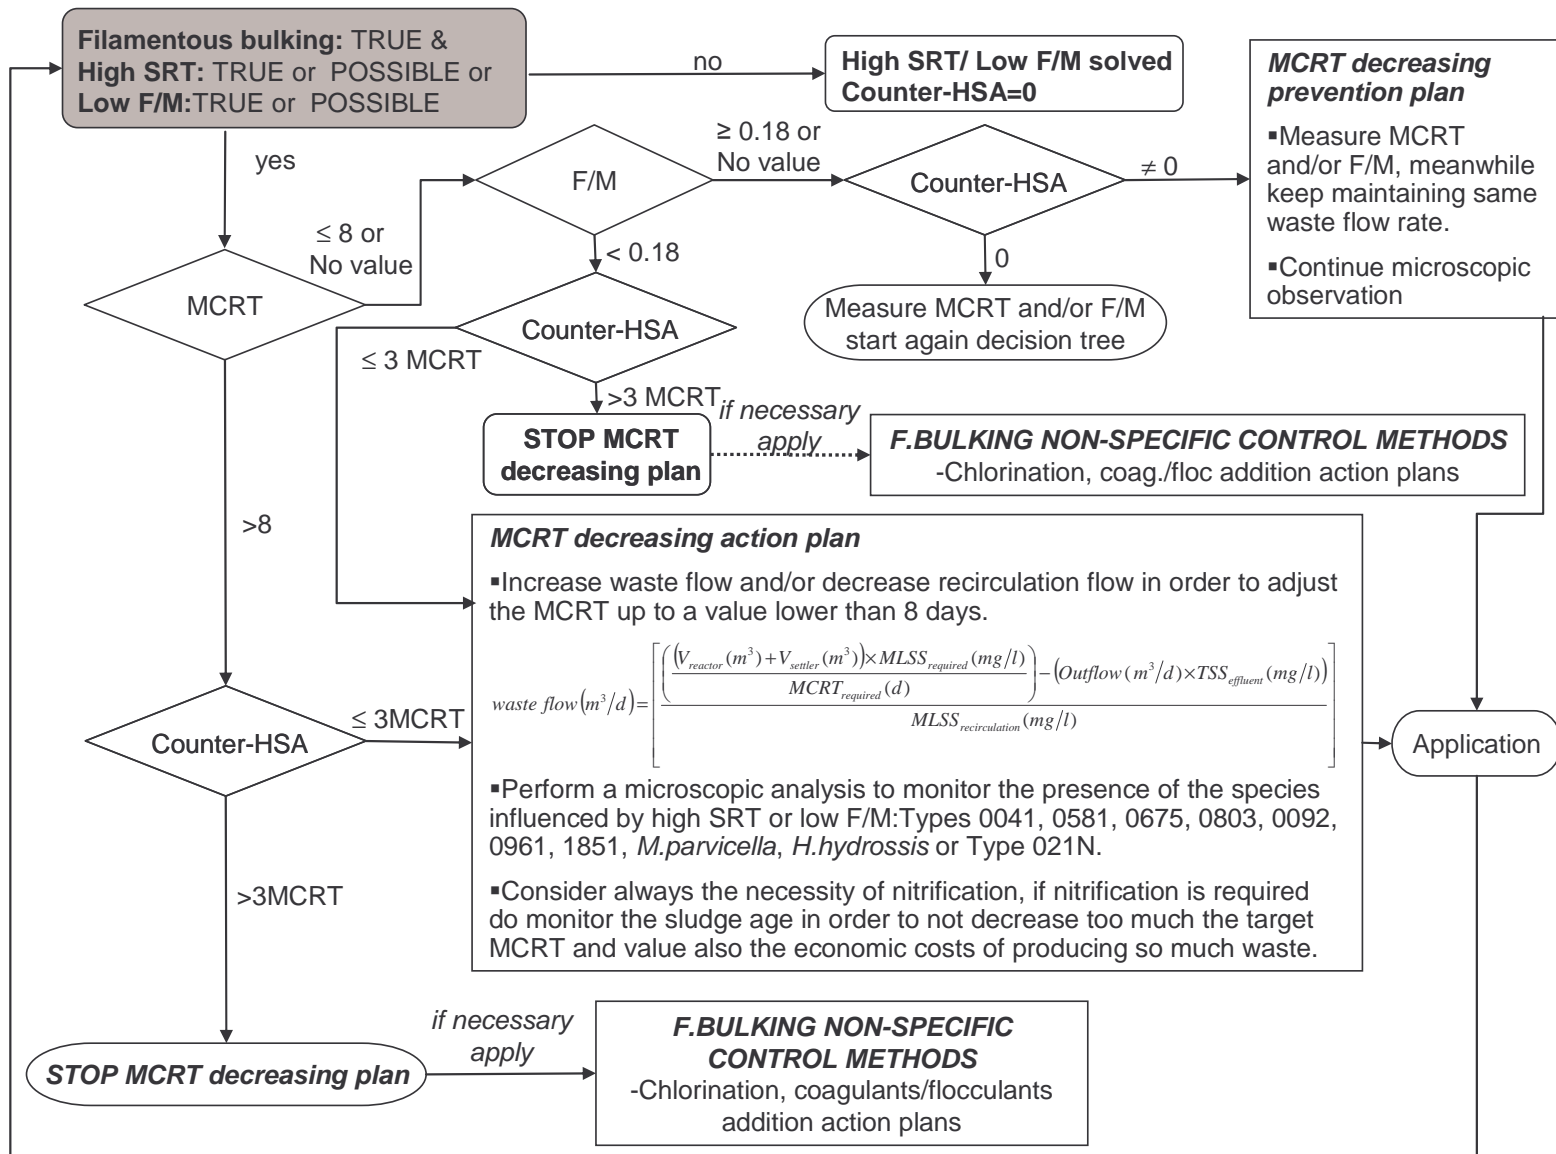 Filamentous bulking: TRUE &
High SRT: TRUE or POSSIBLE or
Low F/M:TRUE or POSSIBLE
no
High SRT/ Low F/M solved
Counter-HSA=0
MCRT decreasing
prevention plan
▪Measure MCRT
and/or F/M, meanwhile
keep maintaining same
waste flow rate.
▪Continue microscopic
observation
yes
≤ 8 or
No value
F/M
≥ 0.18 or
No value
Counter-HSA
≠ 0
< 0.18
0
MCRT
Counter-HSA
Measure MCRT and/or F/M
start again decision tree
≤ 3 MCRT
>3 MCRT
if necessary
apply
STOP MCRT
decreasing plan
F.BULKING NON-SPECIFIC CONTROL METHODS
-Chlorination, coag./floc addition action plans
>8
MCRT decreasing action plan
▪Increase waste flow and/or decrease recirculation flow in order to adjust
the MCRT up to a value lower than 8 days.
waste flow(m³/d)=[(((V_reactor(m³)+V_settler(m³))×MLSS_required(mg/l))/MCRT_required(d))−(Outflow(m³/d)×TSS_effluent(mg/l))/MLSS_recirculation(mg/l)]
▪Perform a microscopic analysis to monitor the presence of the species
influenced by high SRT or low F/M:Types 0041, 0581, 0675, 0803, 0092,
0961, 1851, M.parvicella, H.hydrossis or Type 021N.
▪Consider always the necessity of nitrification, if nitrification is required
do monitor the sludge age in order to not decrease too much the target
MCRT and value also the economic costs of producing so much waste.
≤ 3MCRT
Counter-HSA
Application
>3MCRT
if necessary
apply
STOP MCRT decreasing plan
F.BULKING NON-SPECIFIC
CONTROL METHODS
-Chlorination, coagulants/flocculants
addition action plans